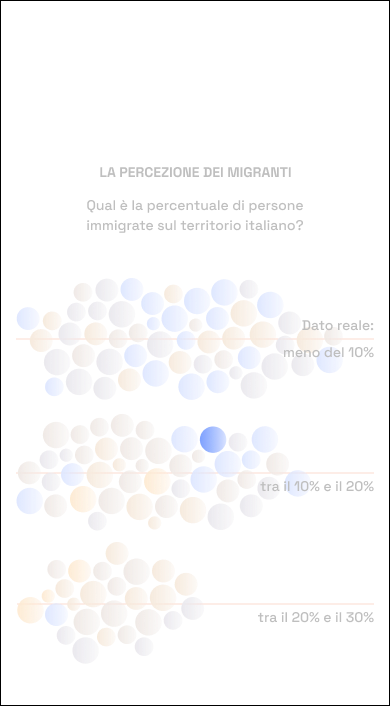 LA PERCEZIONE DEI MIGRANTI
Qual è la percentuale di persone
immigrate sul territorio italiano?
Dato reale:
meno del 10%
tra il 10% e il 20%
tra il 20% e il 30%